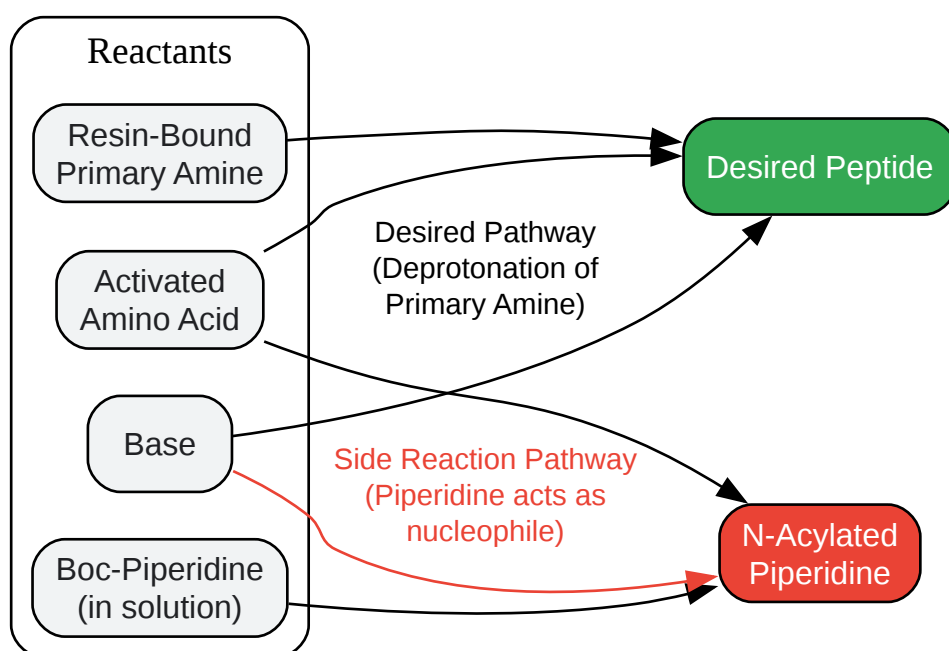 Reactants
Resin-Bound
Primary Amine
Activated
Amino Acid
Base
Boc-Piperidine
(in solution)
Desired Pathway
(Deprotonation of
Primary Amine)
Side Reaction Pathway
(Piperidine acts as
nucleophile)
Desired Peptide
N-Acylated
Piperidine